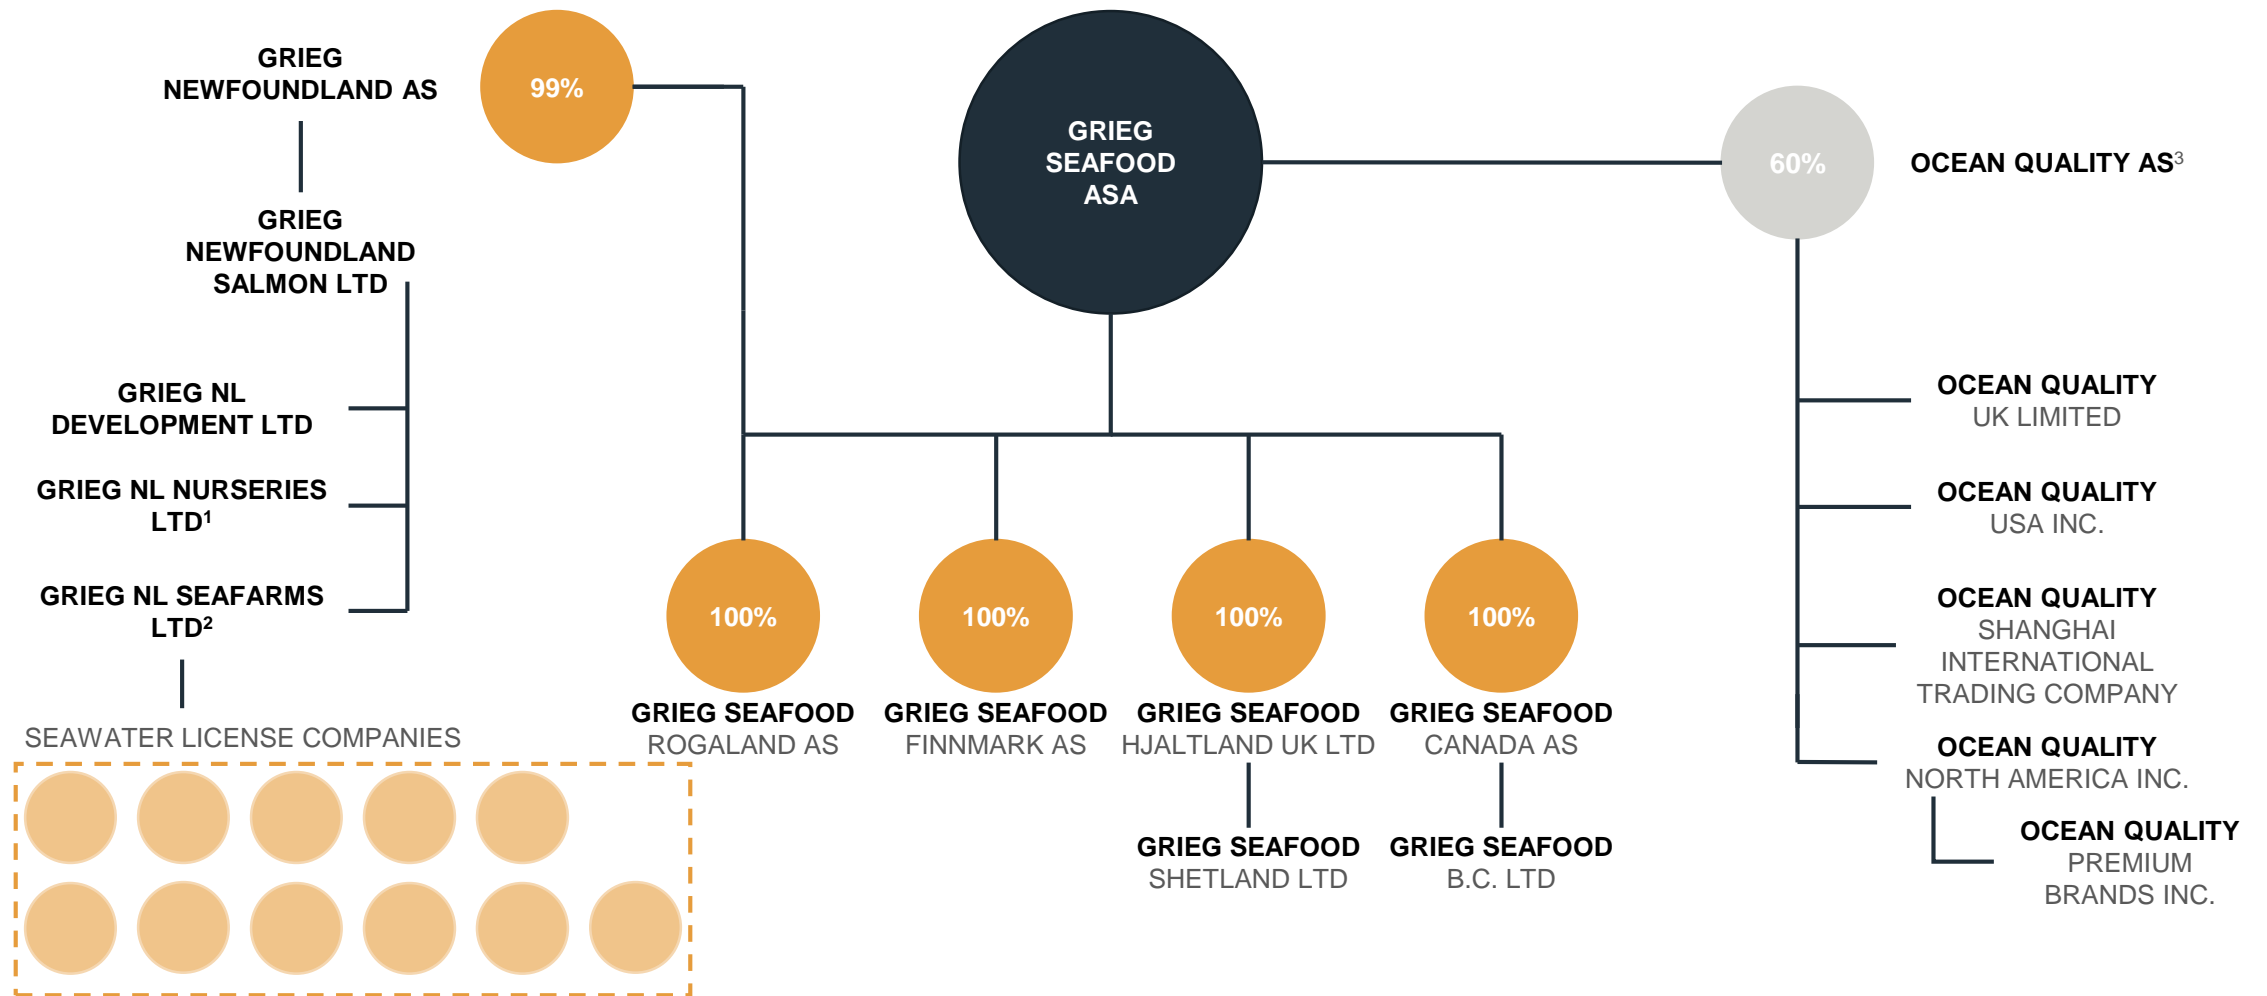 GRIEG
NEWFOUNDLAND AS
99%
GRIEG
NEWFOUNDLAND
SALMON LTD
GRIEG NL
DEVELOPMENT LTD
GRIEG NL NURSERIES
LTD¹
GRIEG NL SEAFARMS
LTD²
SEAWATER LICENSE COMPANIES
GRIEG
SEAFOOD
ASA
100%
GRIEG SEAFOOD
ROGALAND AS
100%
GRIEG SEAFOOD
FINNMARK AS
100%
GRIEG SEAFOOD
HJALTLAND UK LTD
GRIEG SEAFOOD
SHETLAND LTD
100%
GRIEG SEAFOOD
CANADA AS
GRIEG SEAFOOD
B.C. LTD
60%
OCEAN QUALITY AS³
OCEAN QUALITY
UK LIMITED
OCEAN QUALITY
USA INC.
OCEAN QUALITY
SHANGHAI
INTERNATIONAL
TRADING COMPANY
OCEAN QUALITY
NORTH AMERICA INC.
OCEAN QUALITY
PREMIUM
BRANDS INC.